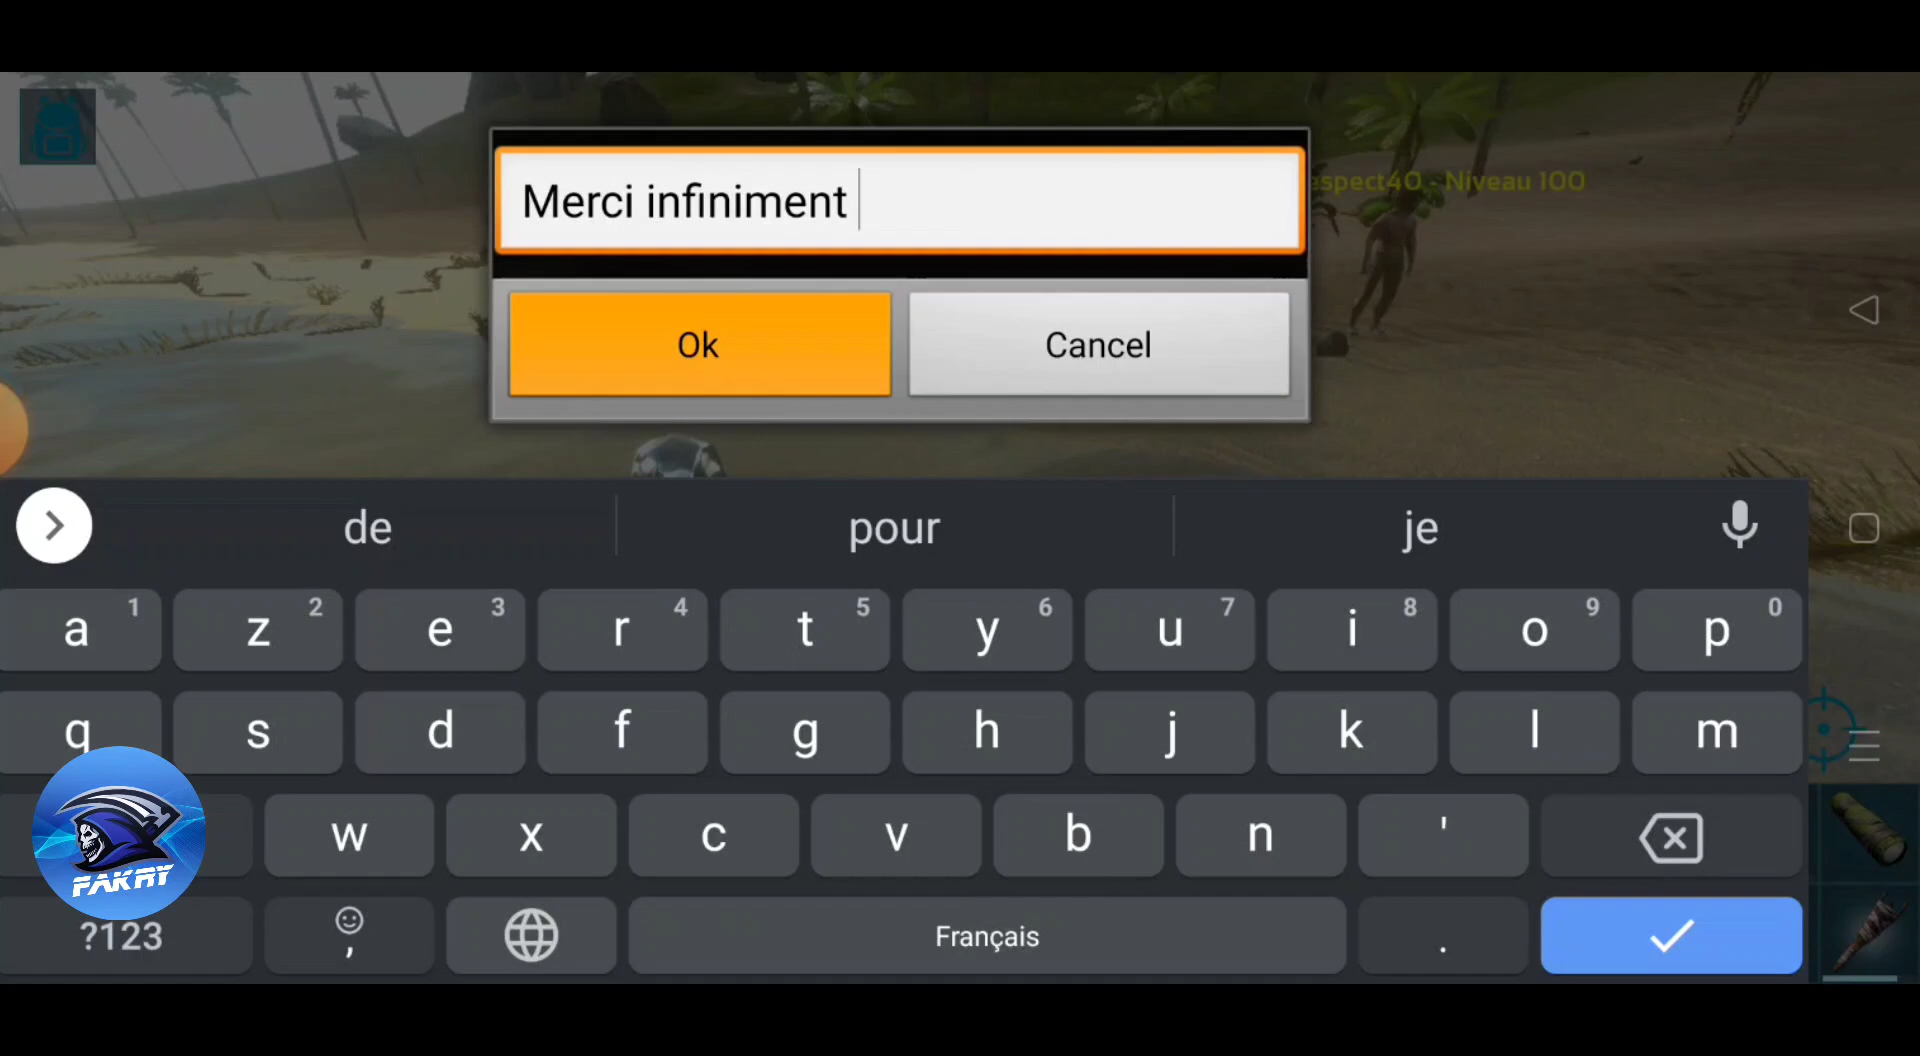 Merci infiniment
espect40 - Niveau 100
Ok
Cancel
de
pour
je
a 1 z 2 e 3 r 4 t 5 y 6 u 7 i 8 o 9 p 0
q s d f g h j k l m
w x c v b n '
FAKRY
?123 , Français .